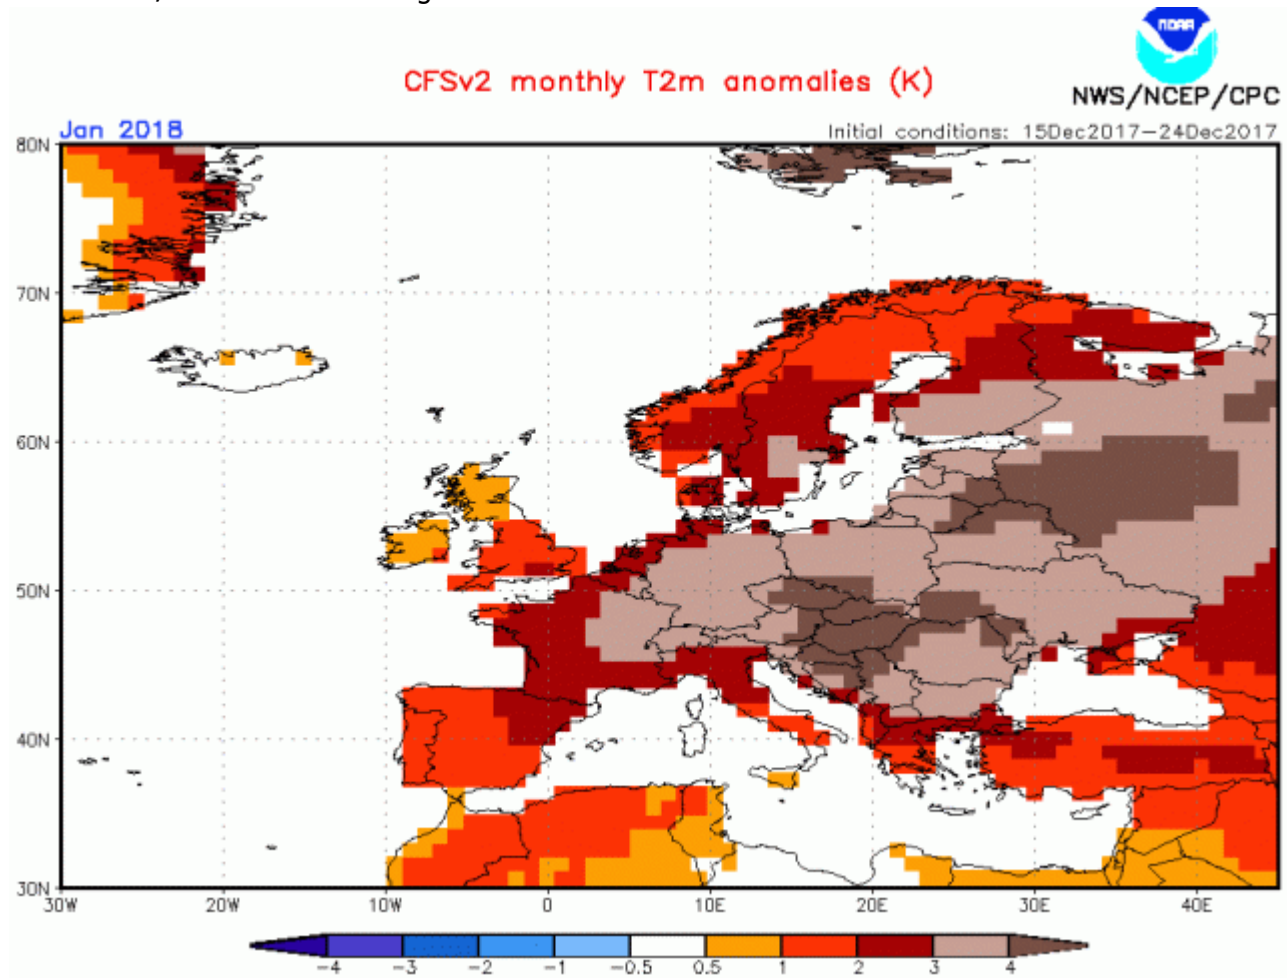 NOAA
CFSv2 monthly T2m anomalies (K)
NWS/NCEP/CPC
Jan 2018
Initial conditions: 15Dec2017-24Dec2017
80N
70N
60N
50N
40N
30N
30W 20W 10W 0 10E 20E 30E 40E
-4 -3 -2 -1 -0.5 0.5 1 2 3 4